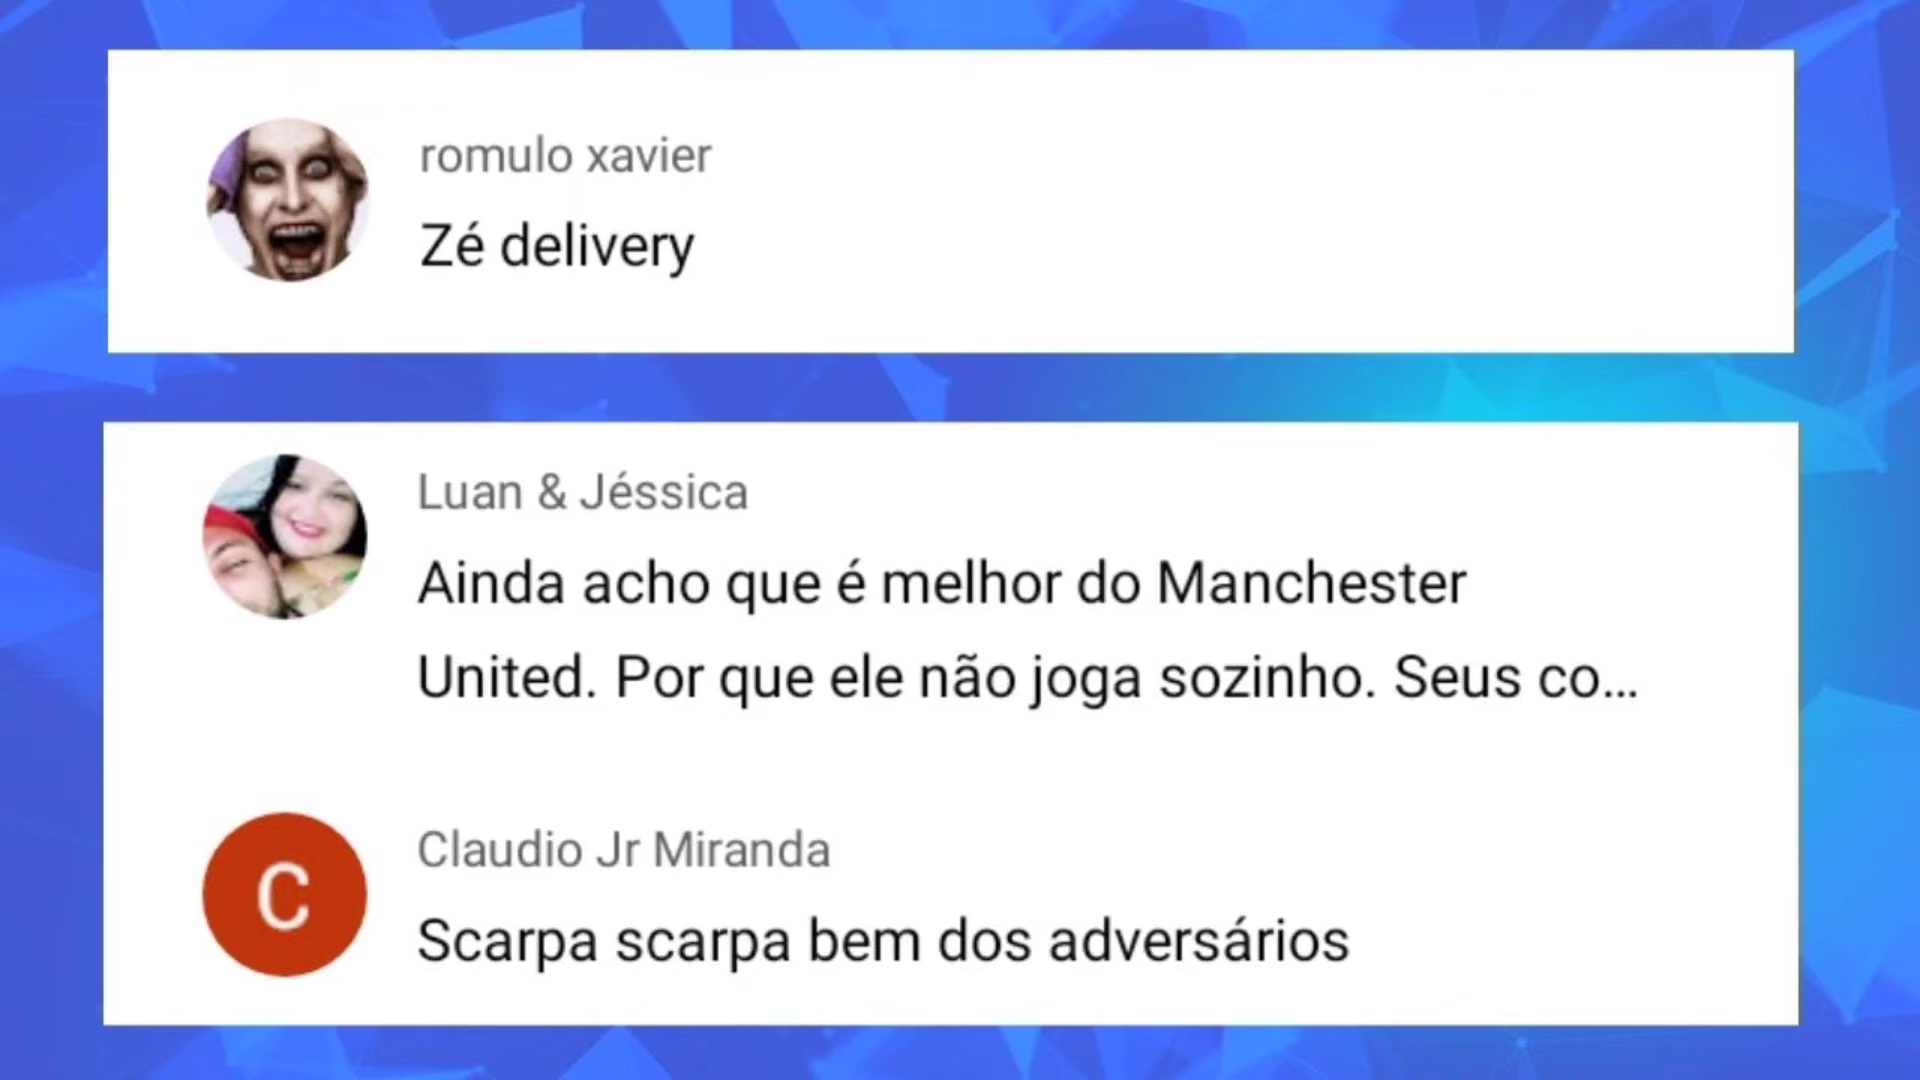 romulo xavier
Zé delivery
Luan & Jéssica
Ainda acho que é melhor do Manchester
United. Por que ele não joga sozinho. Seus co...
C
Claudio Jr Miranda
Scarpa scarpa bem dos adversários